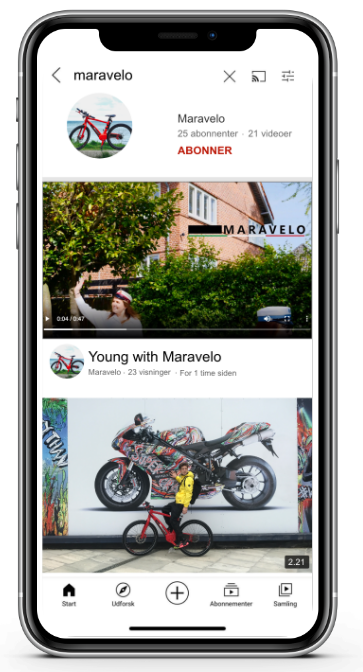 maravelo
Maravelo
25 abonnenter · 21 videoer
ABONNER
MARAVELO
0:04 / 0:47
Young with Maravelo
Maravelo · 23 visninger · For 1 time siden
THAN
2.21
Start
Udforsk
Abonnementer
Samling